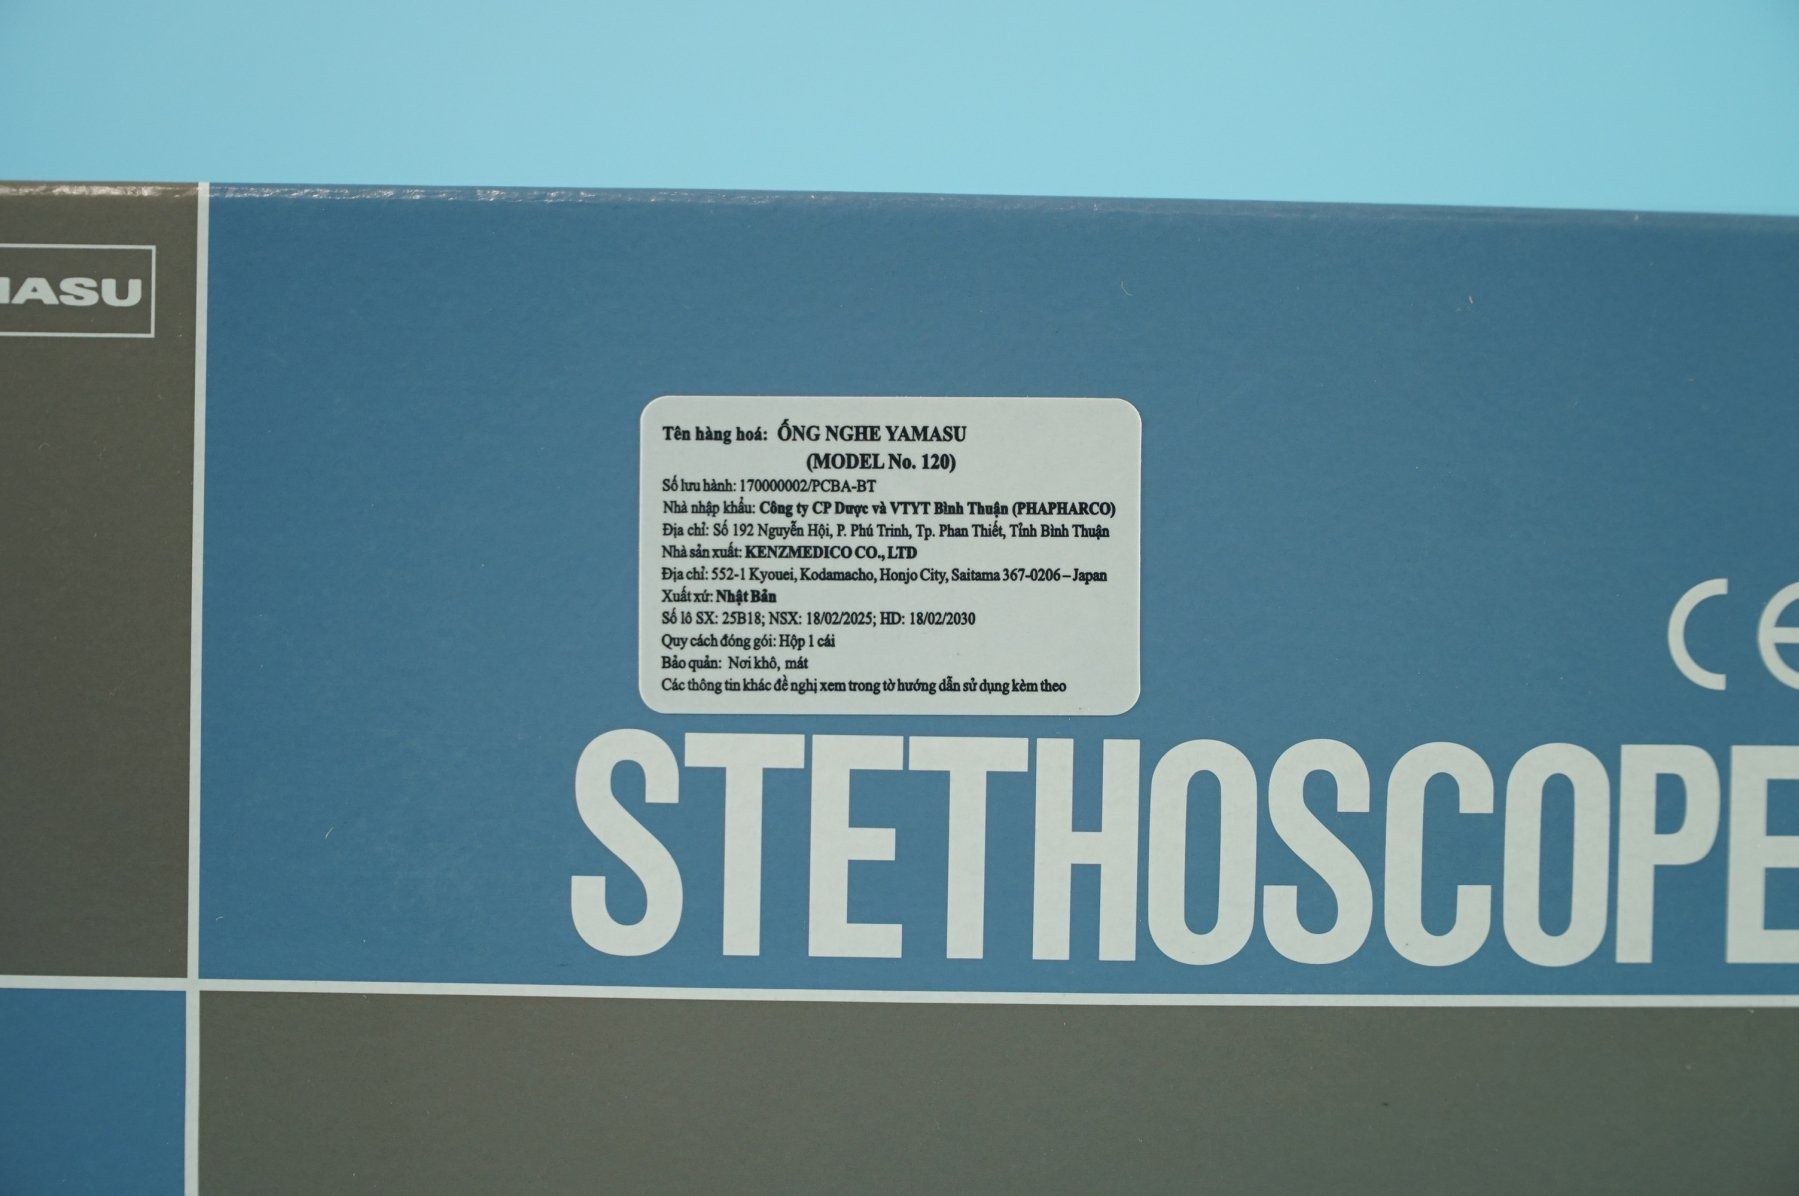 MASU
Tên hàng hoá: ỐNG NGHE YAMASU
(MODEL No. 120)
Số lưu hành: 170000002/PCBA-BT
Nhà nhập khẩu: Công ty CP Dược và VTYT Bình Thuận (PHAPHARCO)
Địa chỉ: Số 192 Nguyễn Hội, P. Phú Trinh, Tp. Phan Thiết, Tỉnh Bình Thuận
Nhà sản xuất: KENZMEDICO CO., LTD
Địa chỉ: 552-1 Kyouei, Kodamacho, Honjo City, Saitama 367-0206 – Japan
Xuất xứ: Nhật Bản
Số lô SX: 25B18; NSX: 18/02/2025; HD: 18/02/2030
Quy cách đóng gói: Hộp 1 cái
Bảo quản: Nơi khô, mát
Các thông tin khác đề nghị xem trong tờ hướng dẫn sử dụng kèm theo
CE
STETHOSCOPE